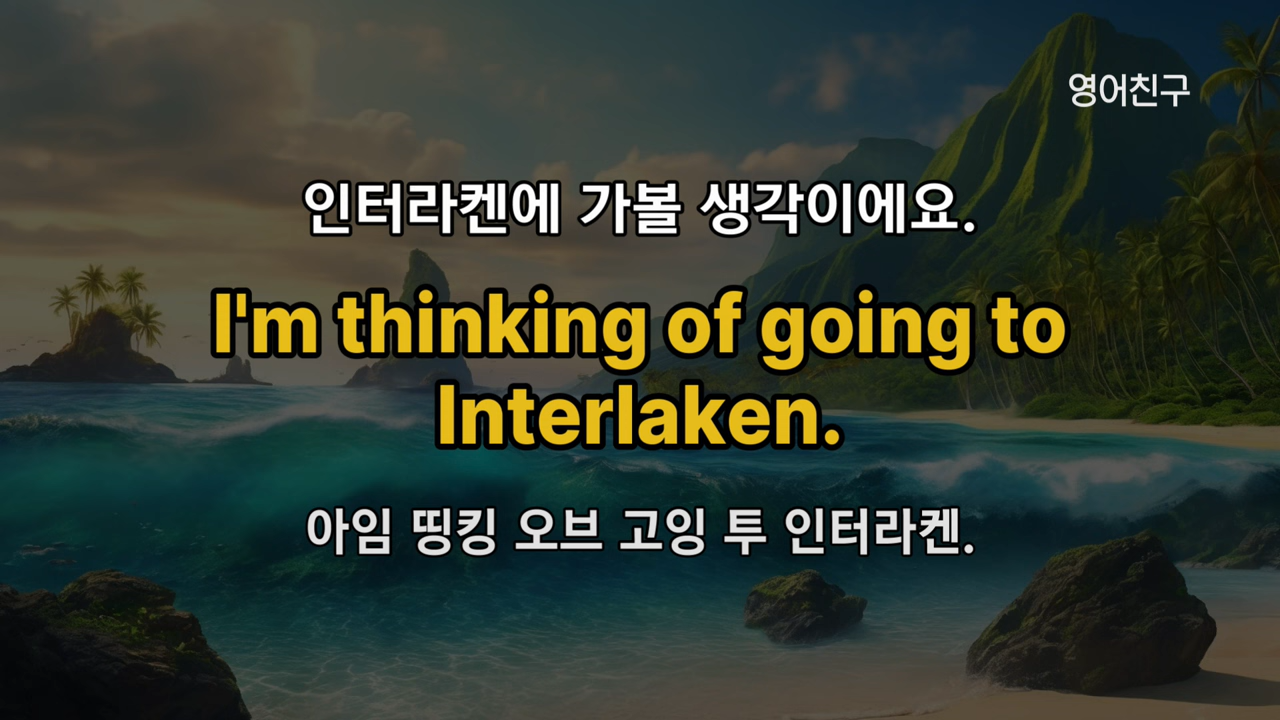 영어친구
인터라켄에 가볼 생각이에요.
I'm thinking of going to
Interlaken.
아임 띵킹 오브 고잉 투 인터라켄.